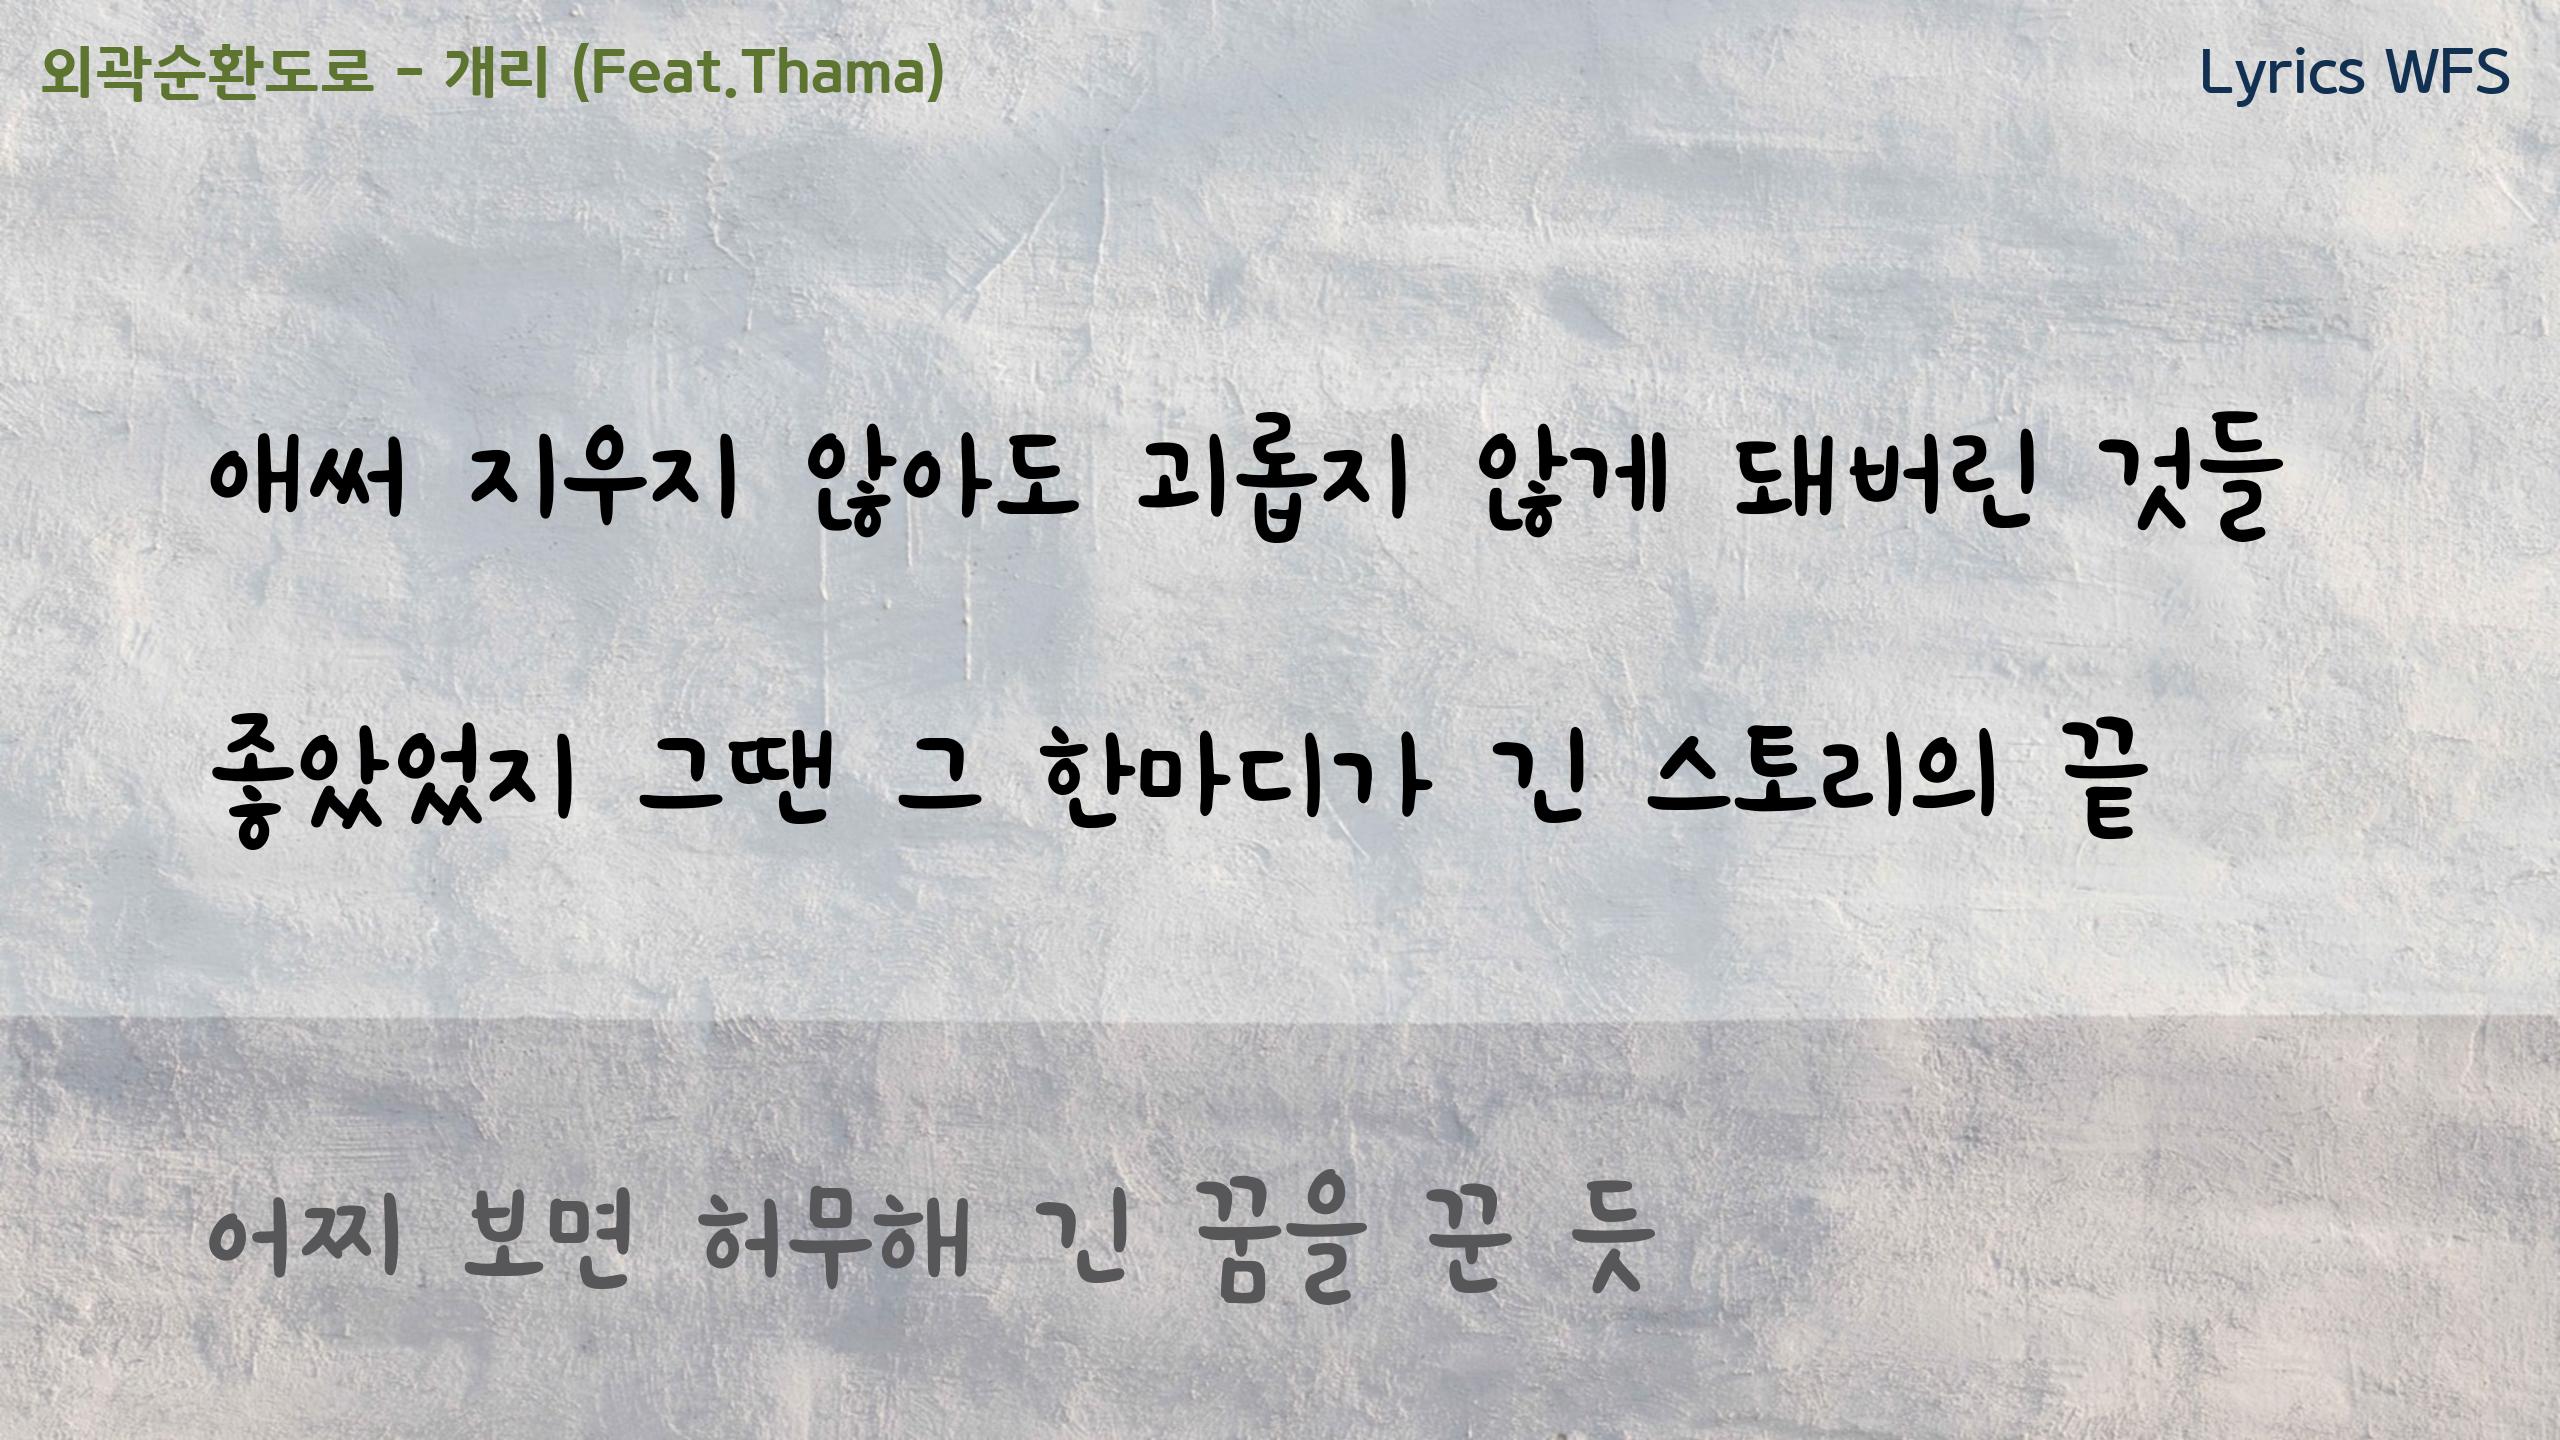 외곽순환도로 - 개리 (Feat.Thama)
Lyrics WFS
애써 지우지 않아도 괴롭지 않게 돼버린 것들
좋았었지 그땐 그 한마디가 긴 스토리의 끝
어찌 보면 허무해 긴 꿈을 꾼 듯